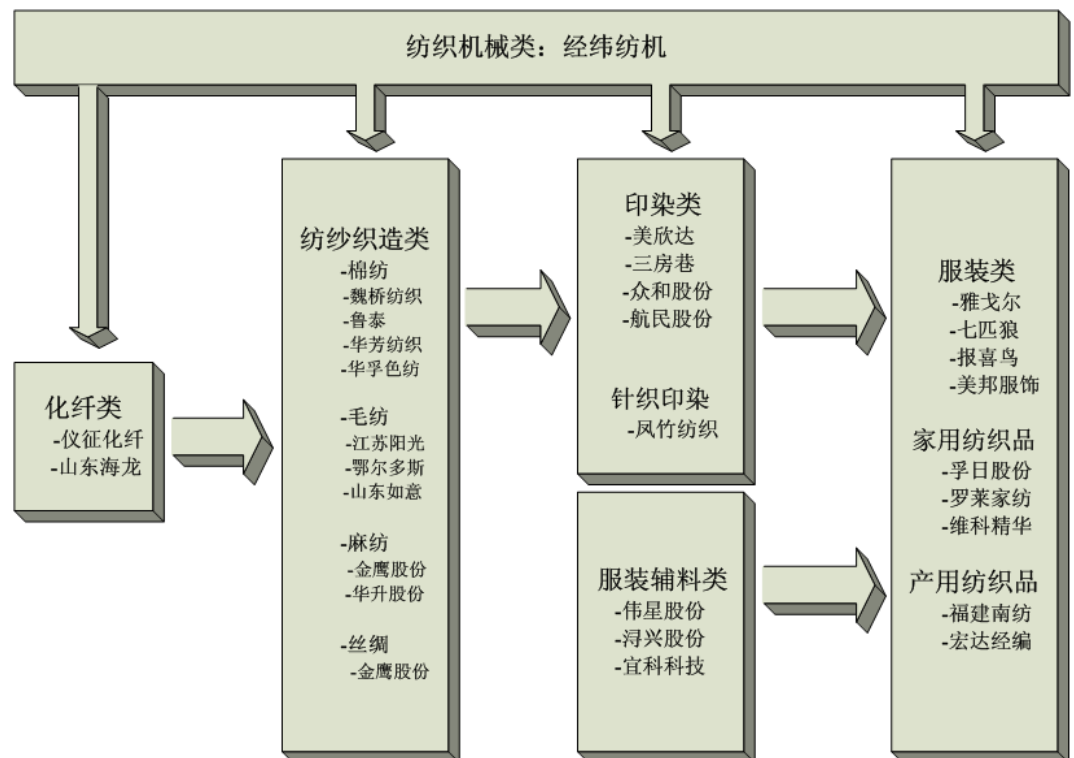 纺织机械类：经纬纺机
化纤类
-仪征化纤
-山东海龙
纺纱织造类
-棉纺
-魏桥纺织
-鲁泰
-华芳纺织
-华孚色纺
-毛纺
-江苏阳光
-鄂尔多斯
-山东如意
-麻纺
-金鹰股份
-华升股份
-丝绸
-金鹰股份
印染类
-美欣达
-三房巷
-众和股份
-航民股份
针织印染
-凤竹纺织
服装辅料类
-伟星股份
-浔兴股份
-宜科科技
服装类
-雅戈尔
-七匹狼
-报喜鸟
-美邦服饰
家用纺织品
-孚日股份
-罗莱家纺
-维科精华
产用纺织品
-福建南纺
-宏达经编